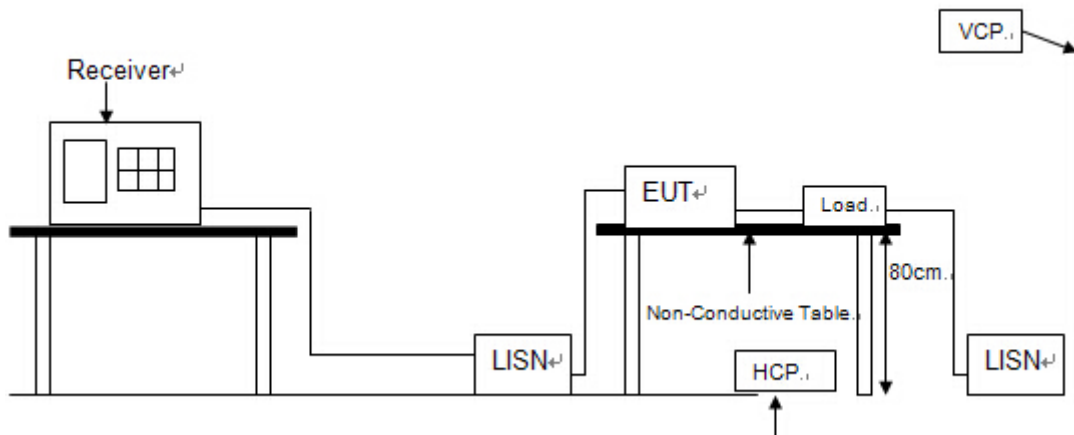 VCP.
Receiver↵
EUT↵
Load.
80cm.
Non-Conductive Table.
LISN↵
HCP.
LISN↵